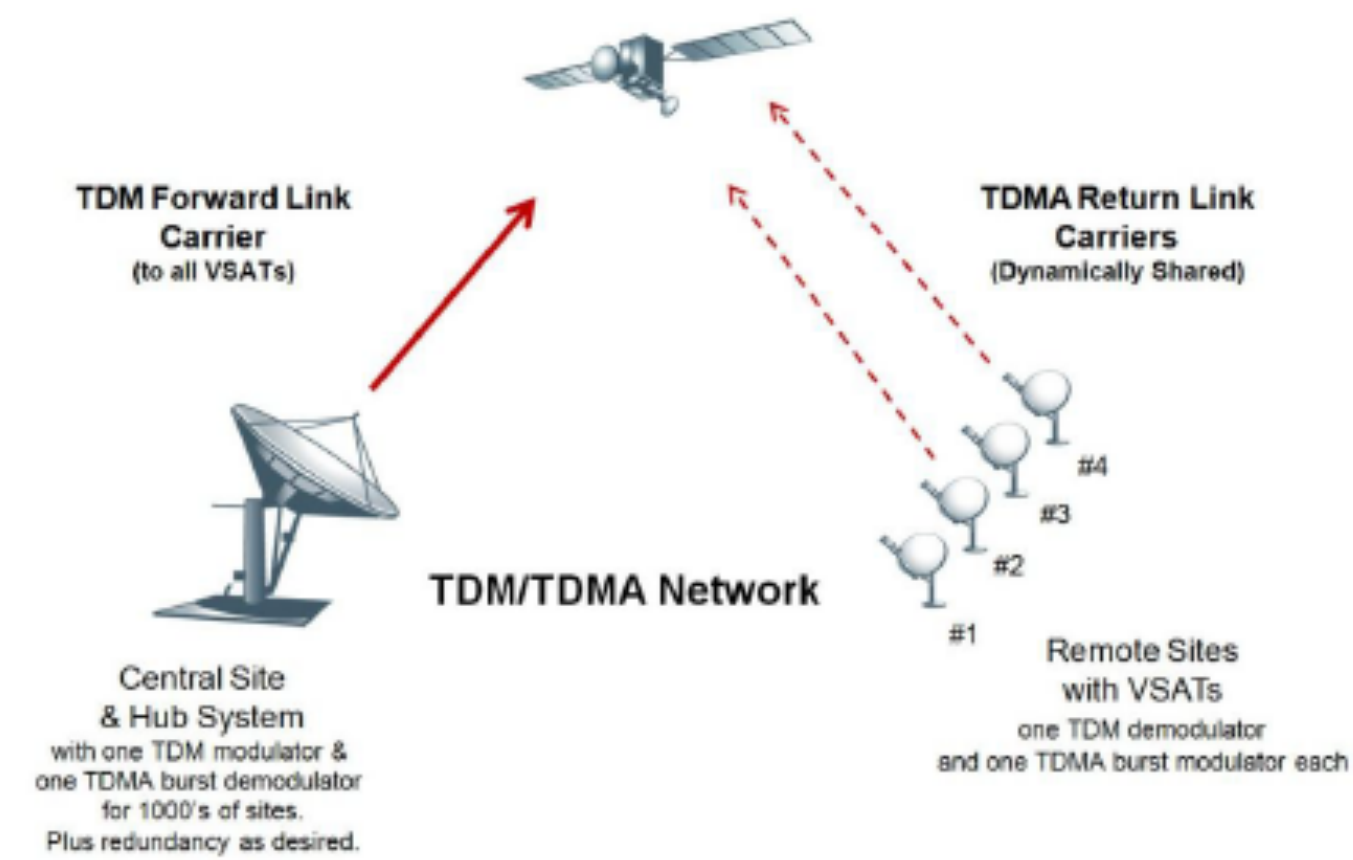 TDM Forward Link
Carrier
(to all VSATs)
TDMA Return Link
Carriers
(Dynamically Shared)
#4
#3
#2
#1
TDM/TDMA Network
Central Site
& Hub System
with one TDM modulator &
one TDMA burst demodulator
for 1000's of sites.
Plus redundancy as desired.
Remote Sites
with VSATs
one TDM demodulator
and one TDMA burst modulator each